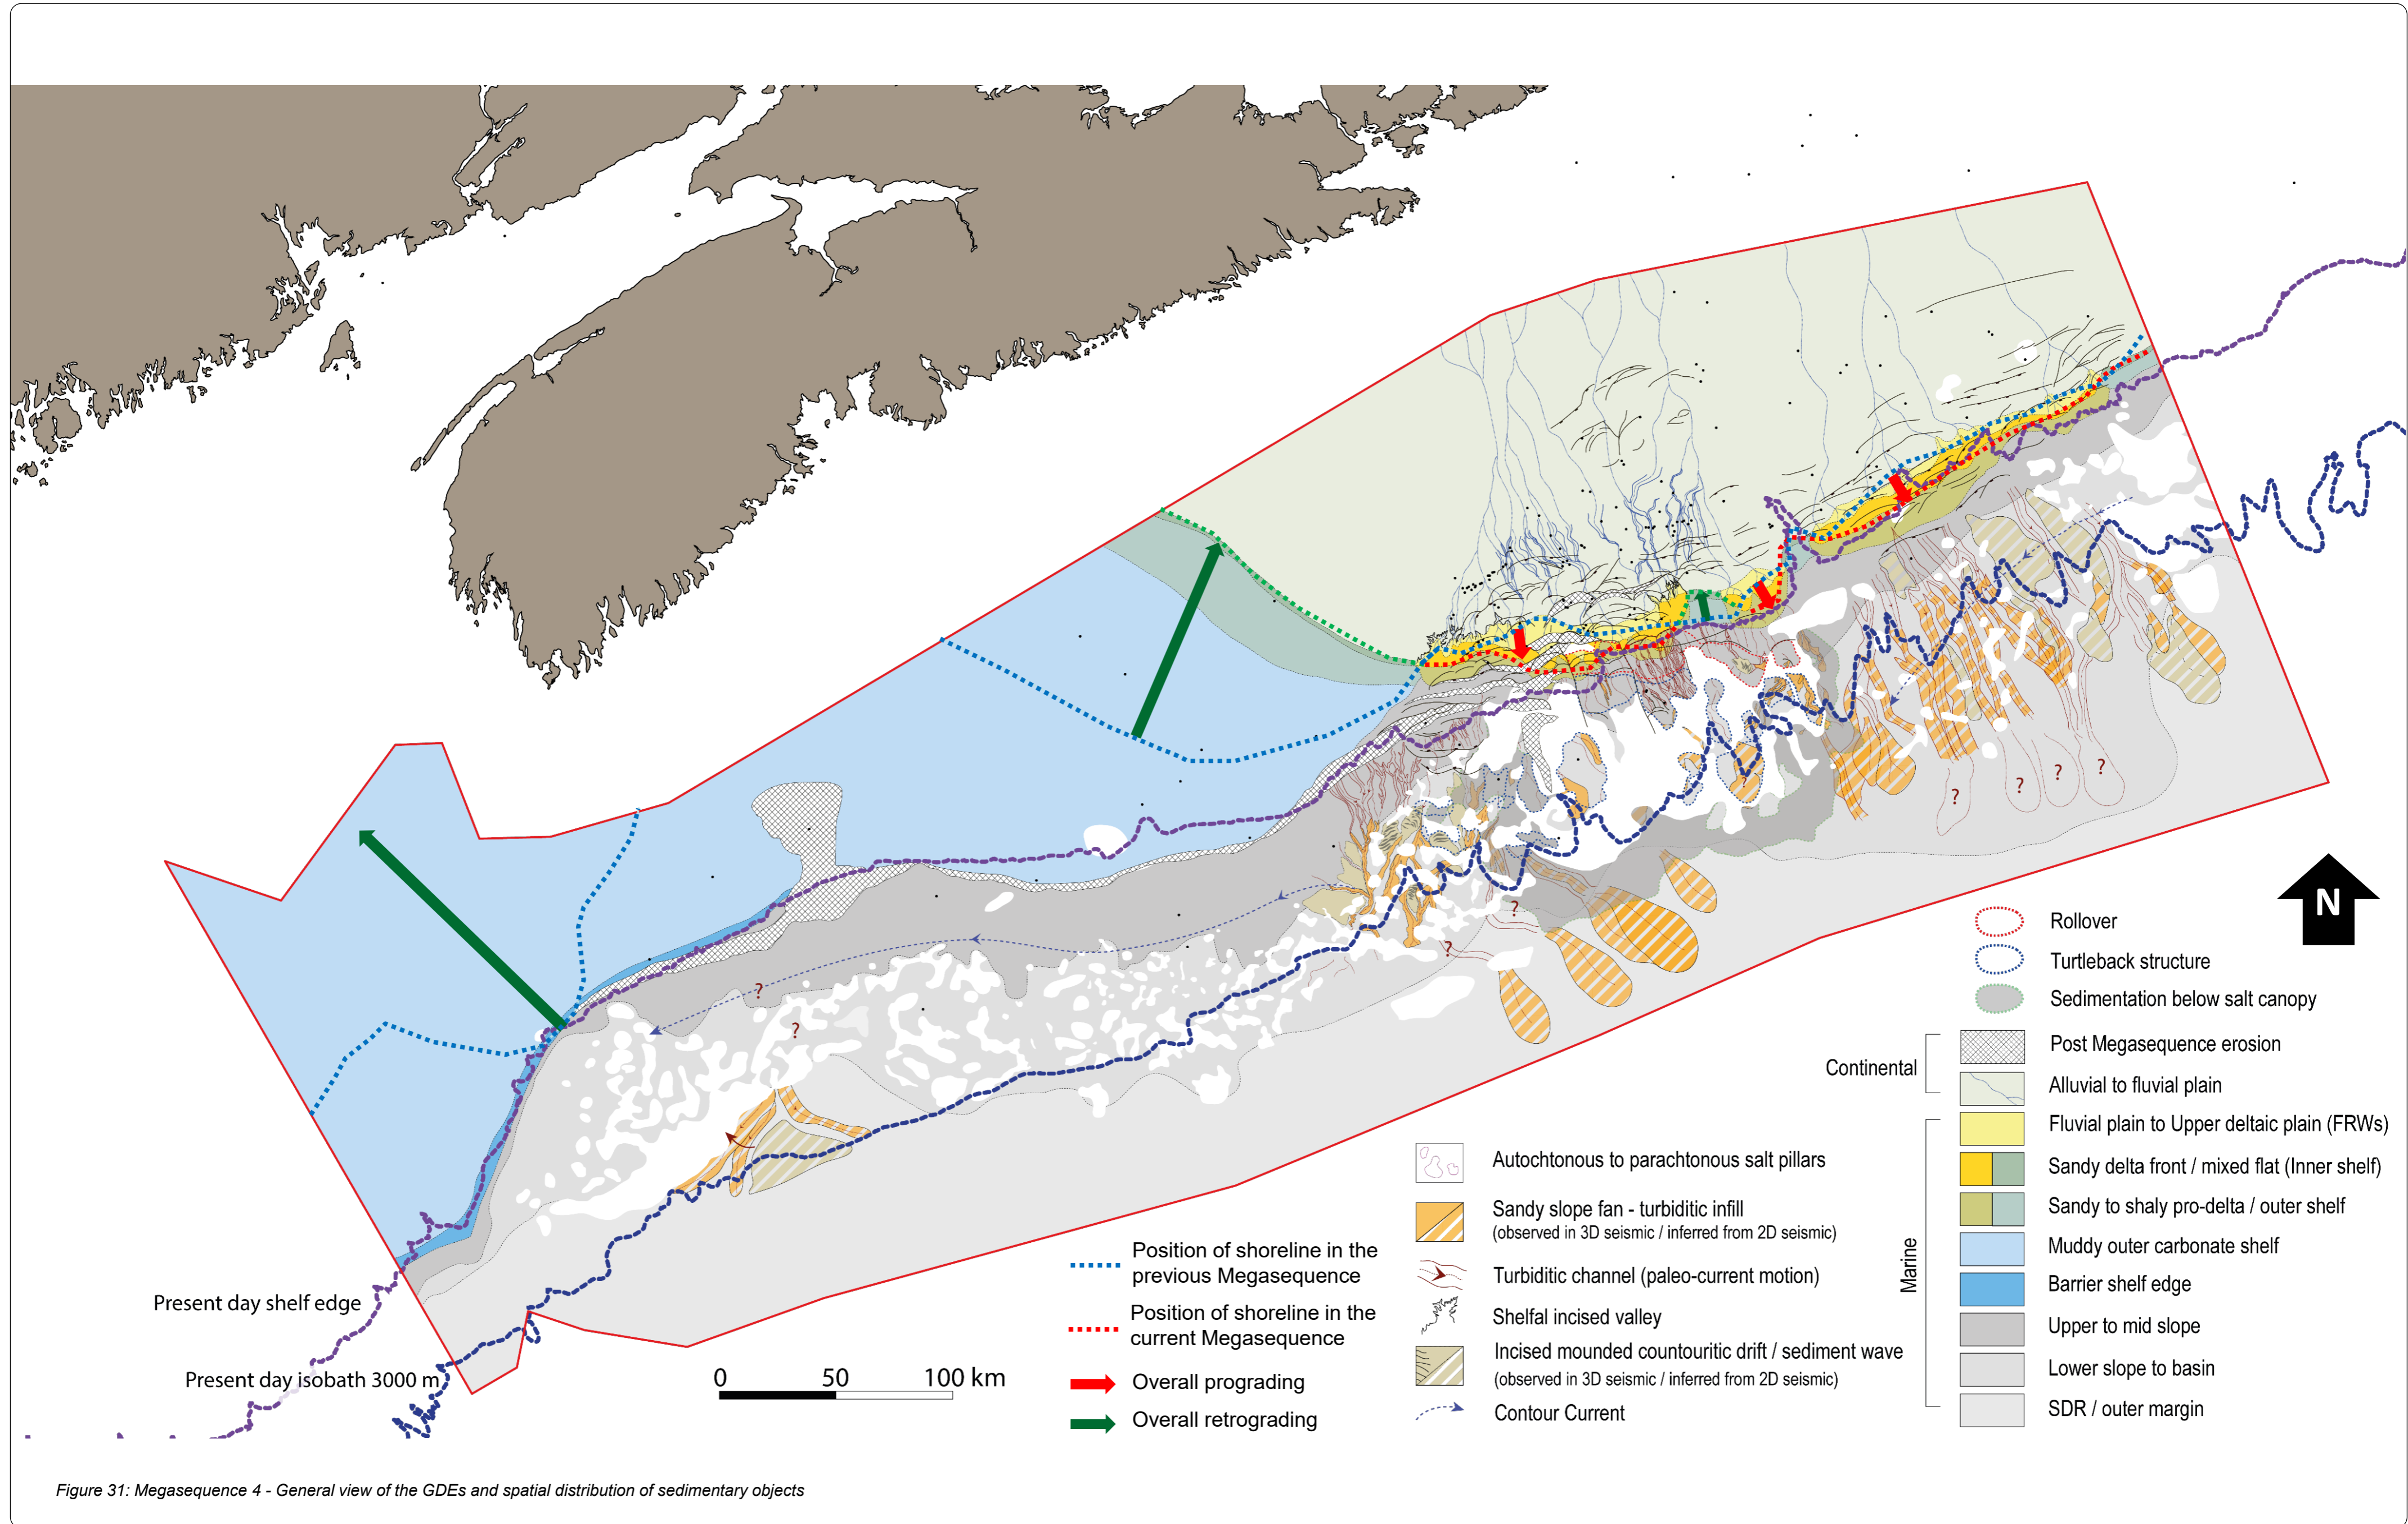 ?
?
?
?
?
?
?
?
N
Rollover
Turtleback structure
Sedimentation below salt canopy
Continental
Post Megasequence erosion
Alluvial to fluvial plain
Marine
Fluvial plain to Upper deltaic plain (FRWs)
Sandy delta front / mixed flat (Inner shelf)
Sandy to shaly pro-delta / outer shelf
Muddy outer carbonate shelf
Barrier shelf edge
Upper to mid slope
Lower slope to basin
SDR / outer margin
Autochtonous to parachtonous salt pillars
Sandy slope fan - turbiditic infill
(observed in 3D seismic / inferred from 2D seismic)
Turbiditic channel (paleo-current motion)
Shelfal incised valley
Incised mounded countouritic drift / sediment wave
(observed in 3D seismic / inferred from 2D seismic)
Contour Current
Position of shoreline in the
previous Megasequence
Position of shoreline in the
current Megasequence
Overall prograding
Overall retrograding
0 50 100 km
Present day shelf edge
Present day isobath 3000 m
Figure 31: Megasequence 4 - General view of the GDEs and spatial distribution of sedimentary objects